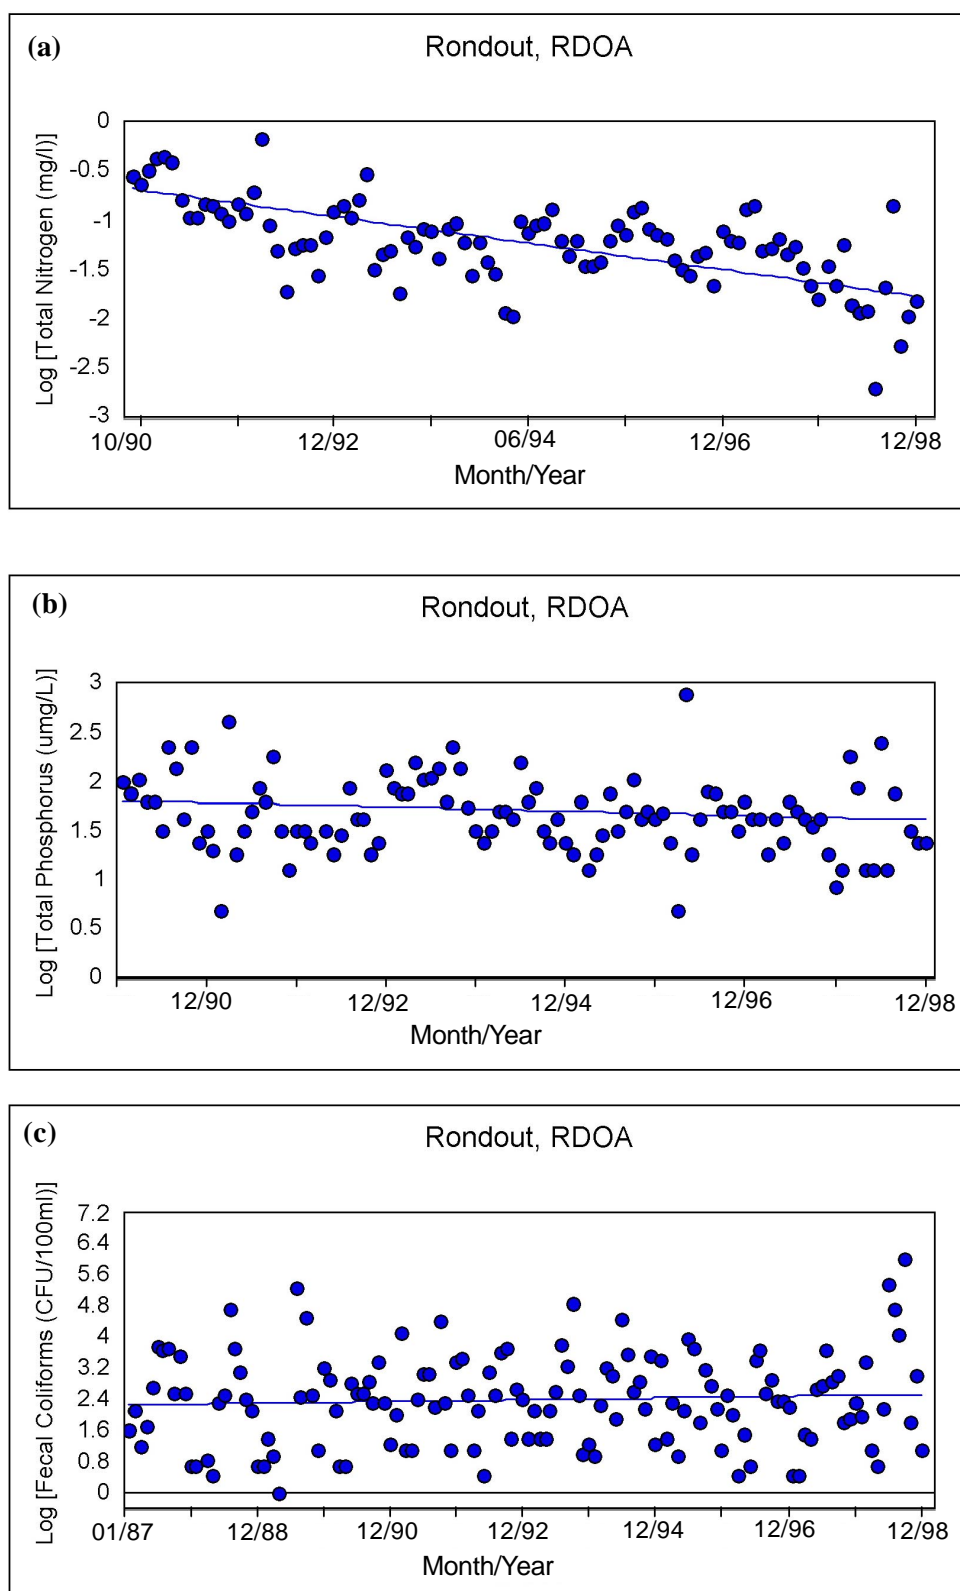 (a)
Rondout, RDOA
Log [Total Nitrogen (mg/l)]
0
-0.5
-1
-1.5
-2
-2.5
-3
10/90 12/92 06/94 12/96 12/98
Month/Year
(b)
Rondout, RDOA
Log [Total Phosphorus (umg/L)]
3
2.5
2
1.5
1
0.5
0
12/90 12/92 12/94 12/96 12/98
Month/Year
(c)
Rondout, RDOA
Log [Fecal Coliforms (CFU/100ml)]
7.2
6.4
5.6
4.8
4
3.2
2.4
1.6
0.8
0
01/87 12/88 12/90 12/92 12/94 12/96 12/98
Month/Year